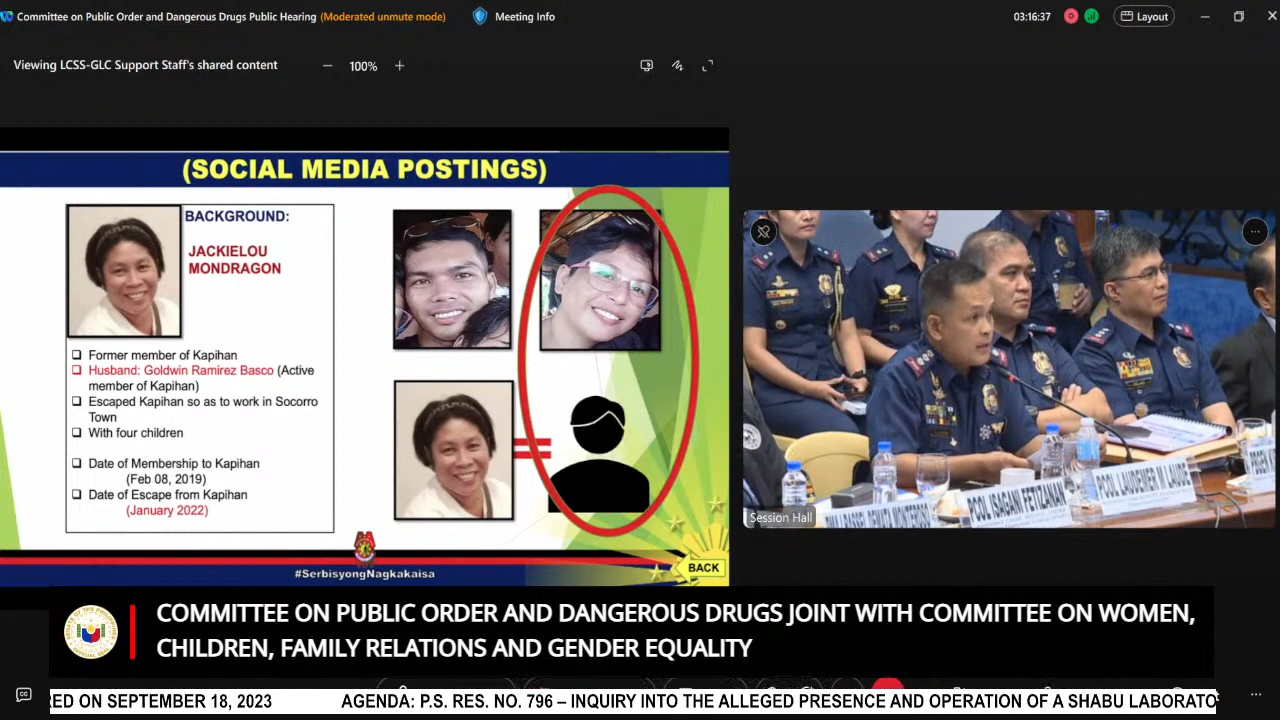 Committee on Public Order and Dangerous Drugs Public Hearing (Moderated unmute mode)
Meeting Info
03:16:37
Layout
Viewing LCSS-GLC Support Staff's shared content
100%
(SOCIAL MEDIA POSTINGS)
BACKGROUND:
JACKIELOU
MONDRAGON
Former member of Kapihan
Husband: Goldwin Ramirez Basco (Active
member of Kapihan)
Escaped Kapihan so as to work in Socorro
Town
With four children
Date of Membership to Kapihan
(Feb 08, 2019)
Date of Escape from Kapihan
(January 2022)
#SerbisyongNagkakaisa
BACK
PCOL LAUDEMER N LAUDE
Session Hall
COMMITTEE ON PUBLIC ORDER AND DANGEROUS DRUGS JOINT WITH COMMITTEE ON WOMEN,
CHILDREN, FAMILY RELATIONS AND GENDER EQUALITY
RED ON SEPTEMBER 18, 2023 AGENDA: P.S. RES. NO. 796 – INQUIRY INTO THE ALLEGED PRESENCE AND OPERATION OF A SHABU LABORATO